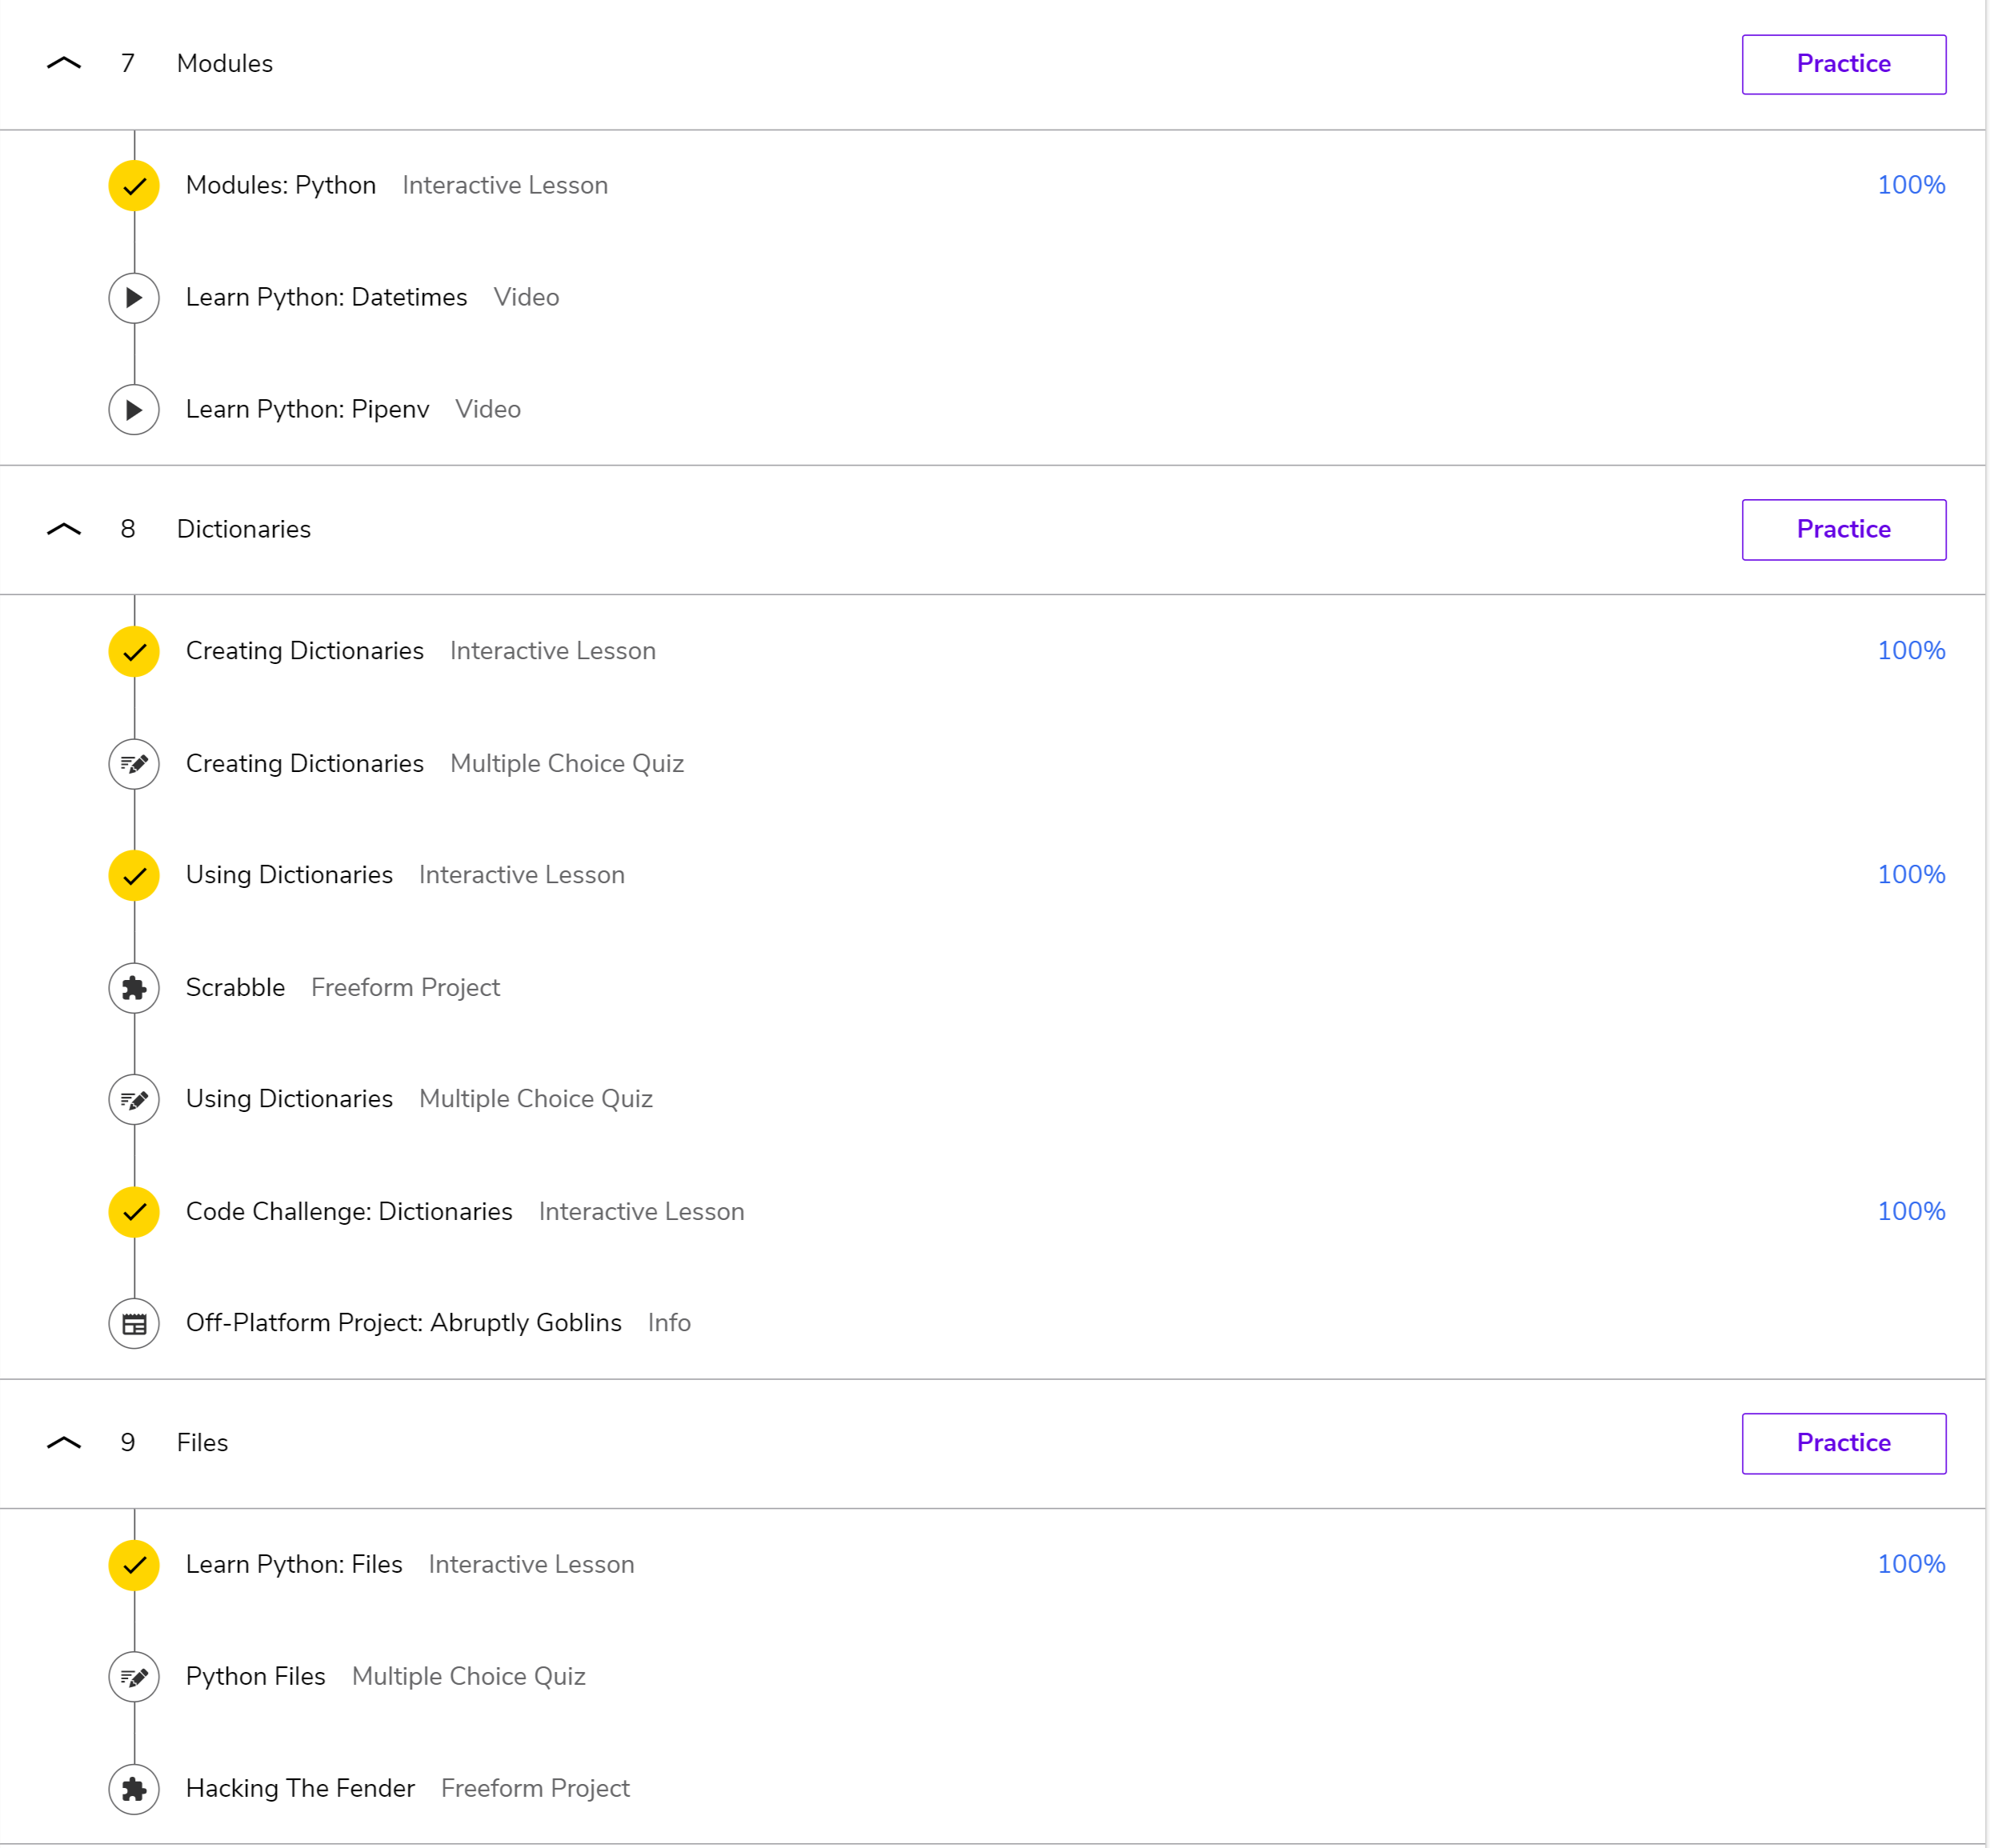 7 Modules Practice
Modules: Python Interactive Lesson 100%
Learn Python: Datetimes Video
Learn Python: Pipenv Video
8 Dictionaries Practice
Creating Dictionaries Interactive Lesson 100%
Creating Dictionaries Multiple Choice Quiz
Using Dictionaries Interactive Lesson 100%
Scrabble Freeform Project
Using Dictionaries Multiple Choice Quiz
Code Challenge: Dictionaries Interactive Lesson 100%
Off-Platform Project: Abruptly Goblins Info
9 Files Practice
Learn Python: Files Interactive Lesson 100%
Python Files Multiple Choice Quiz
Hacking The Fender Freeform Project